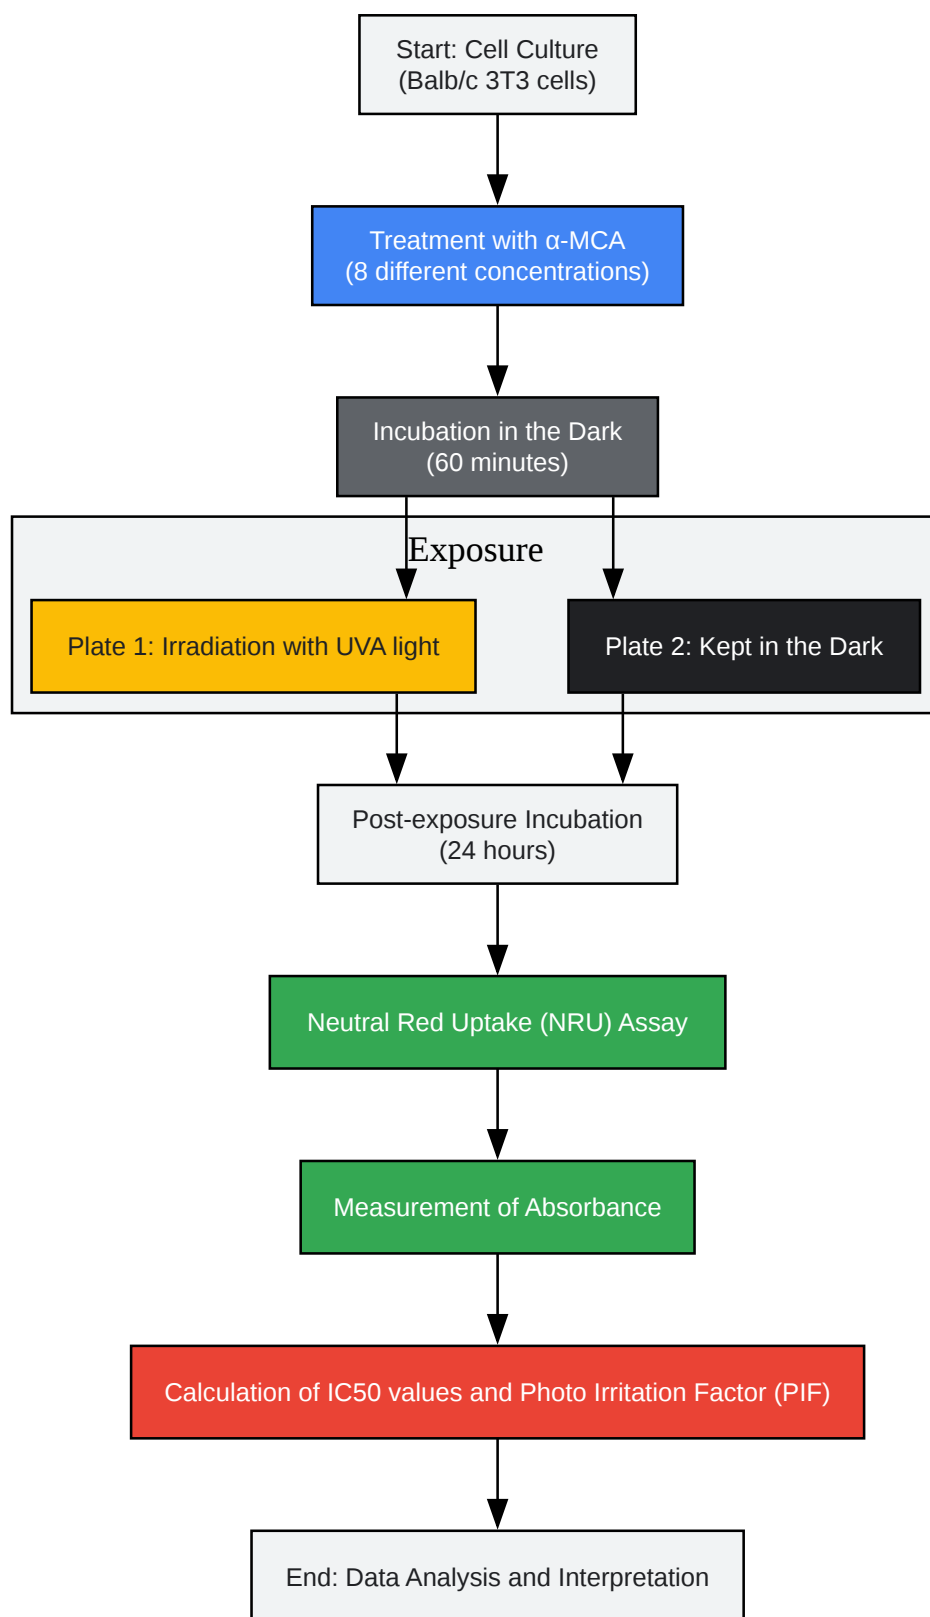 Start: Cell Culture
(Balb/c 3T3 cells)
Treatment with α-MCA
(8 different concentrations)
Incubation in the Dark
(60 minutes)
Exposure
Plate 1: Irradiation with UVA light
Plate 2: Kept in the Dark
Post-exposure Incubation
(24 hours)
Neutral Red Uptake (NRU) Assay
Measurement of Absorbance
Calculation of IC50 values and Photo Irritation Factor (PIF)
End: Data Analysis and Interpretation